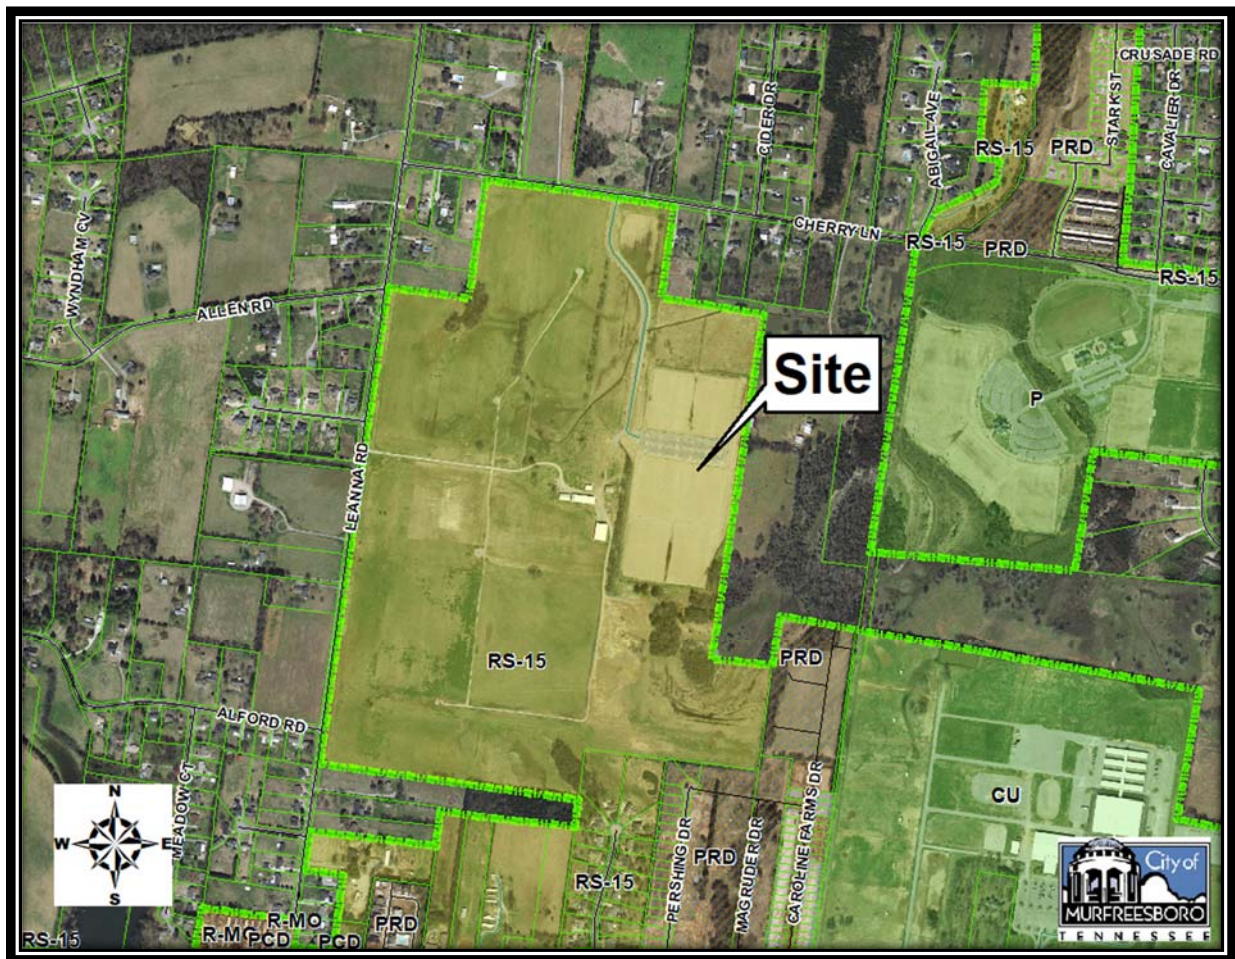 CRUSADE RD
STARK ST
CAVALIER DR
CIDER DR
ABIGAIL AVE
RS-15
PRD
WYNDHAM CV
CHERRY LN
RS-15
PRD
RS-15
ALLEN RD
Site
P
LEANNA RD
RS-15
PRD
ALFORD RD
MEADOW CT
N
W
E
S
CU
PERSHING DR
PRD
MAGRUDER DR
CAROLINE FARMS DR
RS-15
City of
MURFREESBORO
TENNESSEE
R-MO
PRD
PCD
PCD
RS-15